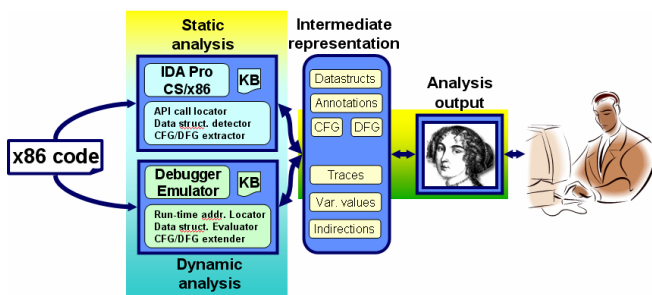 Static
analysis
Intermediate
representation
IDA Pro
CS/x86
KB
API call locator
Data struct. detector
CFG/DFG extractor
x86 code
Debugger
Emulator
KB
Run-time addr. Locator
Data struct. Evaluator
CFG/DFG extender
Dynamic
analysis
Datastructs
Annotations
CFG DFG
Traces
Var. values
Indirections
Analysis
output